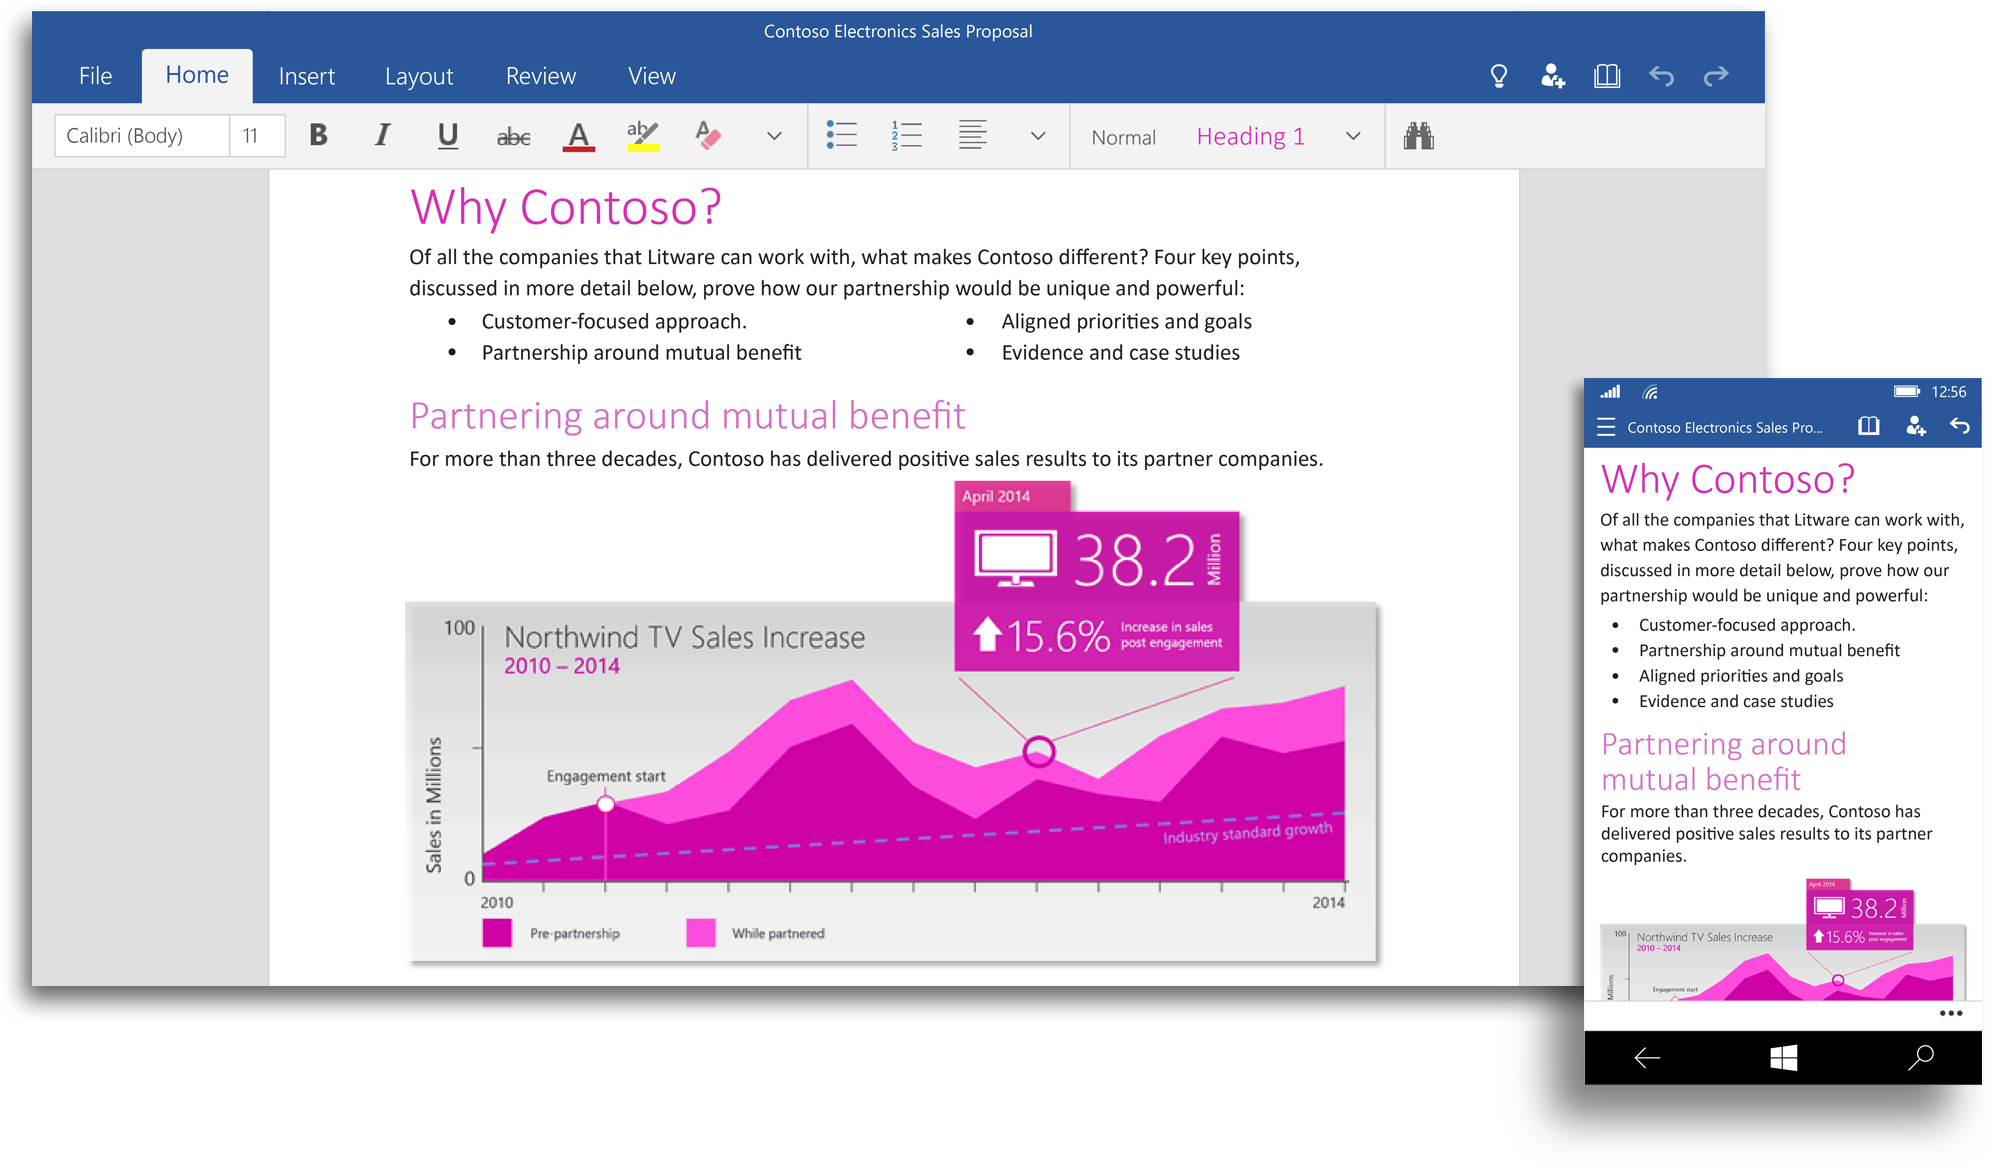 Contoso Electronics Sales Proposal
File Home Insert Layout Review View
Calibri (Body) 11 B I U abc A ab A 1 2 3 Normal Heading 1
Why Contoso?
Of all the companies that Litware can work with, what makes Contoso different? Four key points,
discussed in more detail below, prove how our partnership would be unique and powerful:
• Customer-focused approach.
• Partnership around mutual benefit
• Aligned priorities and goals
• Evidence and case studies
Partnering around mutual benefit
For more than three decades, Contoso has delivered positive sales results to its partner companies.
April 2014
38.2 Million
15.6% Increase in sales
post engagement
100
Northwind TV Sales Increase
2010 – 2014
Sales in Millions
Engagement start
Industry standard growth
0
2010 2014
Pre-partnership While partnered
12:56
Contoso Electronics Sales Pro...
Why Contoso?
Of all the companies that Litware can work with,
what makes Contoso different? Four key points,
discussed in more detail below, prove how our
partnership would be unique and powerful:
• Customer-focused approach.
• Partnership around mutual benefit
• Aligned priorities and goals
• Evidence and case studies
Partnering around
mutual benefit
For more than three decades, Contoso has
delivered positive sales results to its partner
companies.
April 2014
38.2 Million
15.6% Increase in sales
post engagement
100
Northwind TV Sales Increase
2010 – 2014
Millions
Engagement start